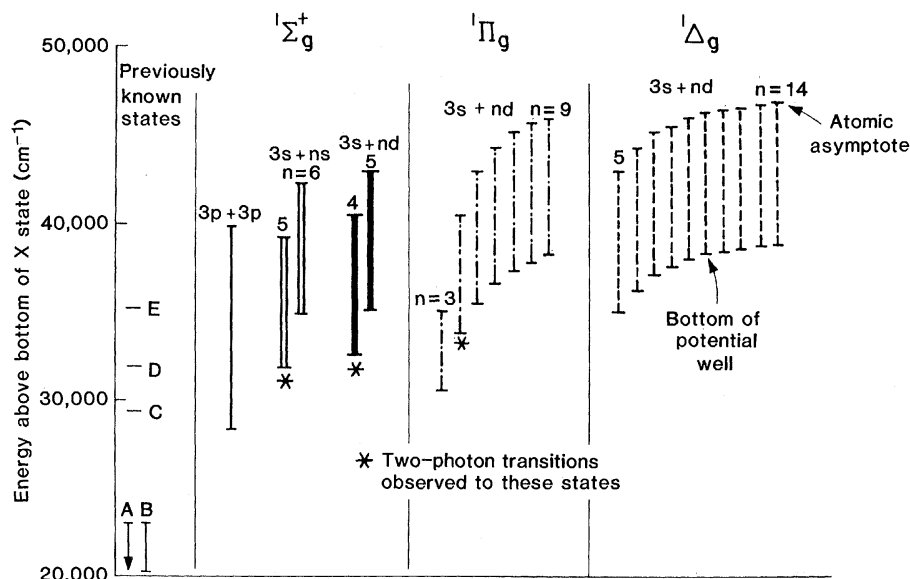 ¹Σg⁺
¹Πg
¹Δg
50,000
40,000
30,000
20,000
Energy above bottom of X state (cm⁻¹)
Previously
known
states
E
D
C
A B
3p+3p
3s+ns
n=6
5
3s+nd
5
4
3s+nd n=9
n=3
3s+nd
n=14
5
Atomic
asymptote
Bottom of
potential
well
* Two-photon transitions
observed to these states